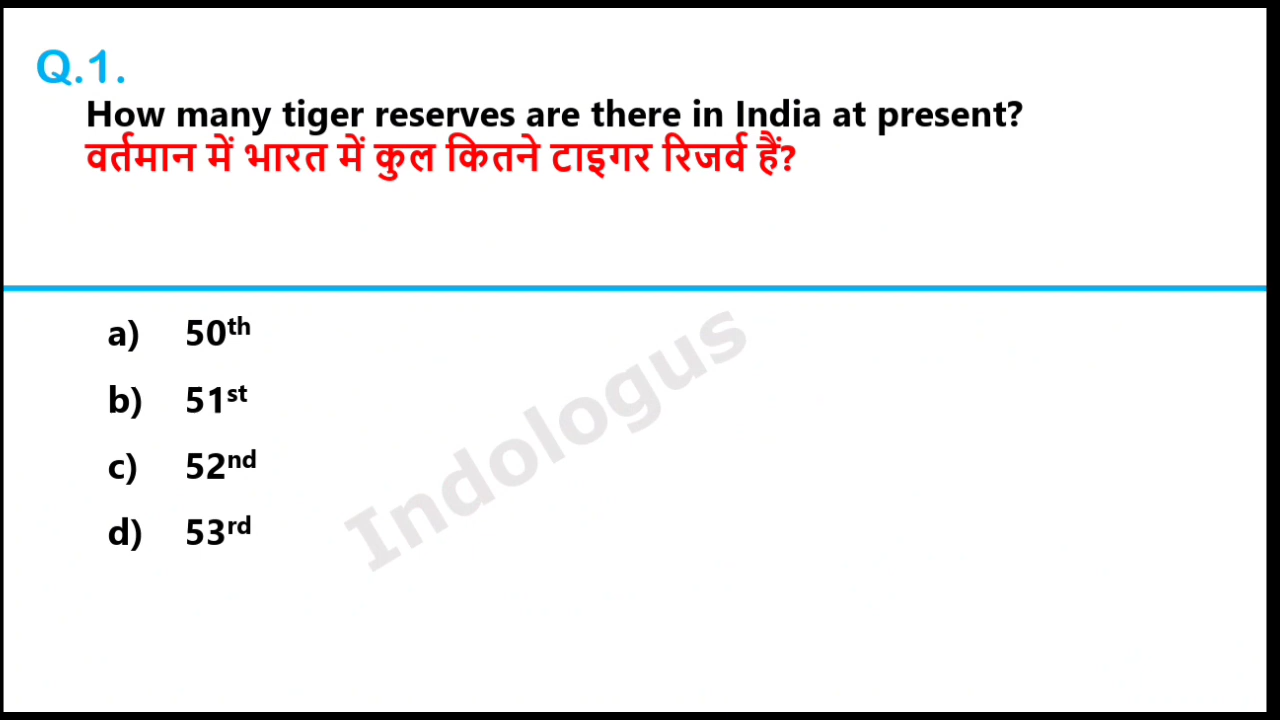 Q.1.
How many tiger reserves are there in India at present?
वर्तमान में भारत में कुल कितने टाइगर रिजर्व हैं?
a) 50th
b) 51st
c) 52nd
d) 53rd
Indologus